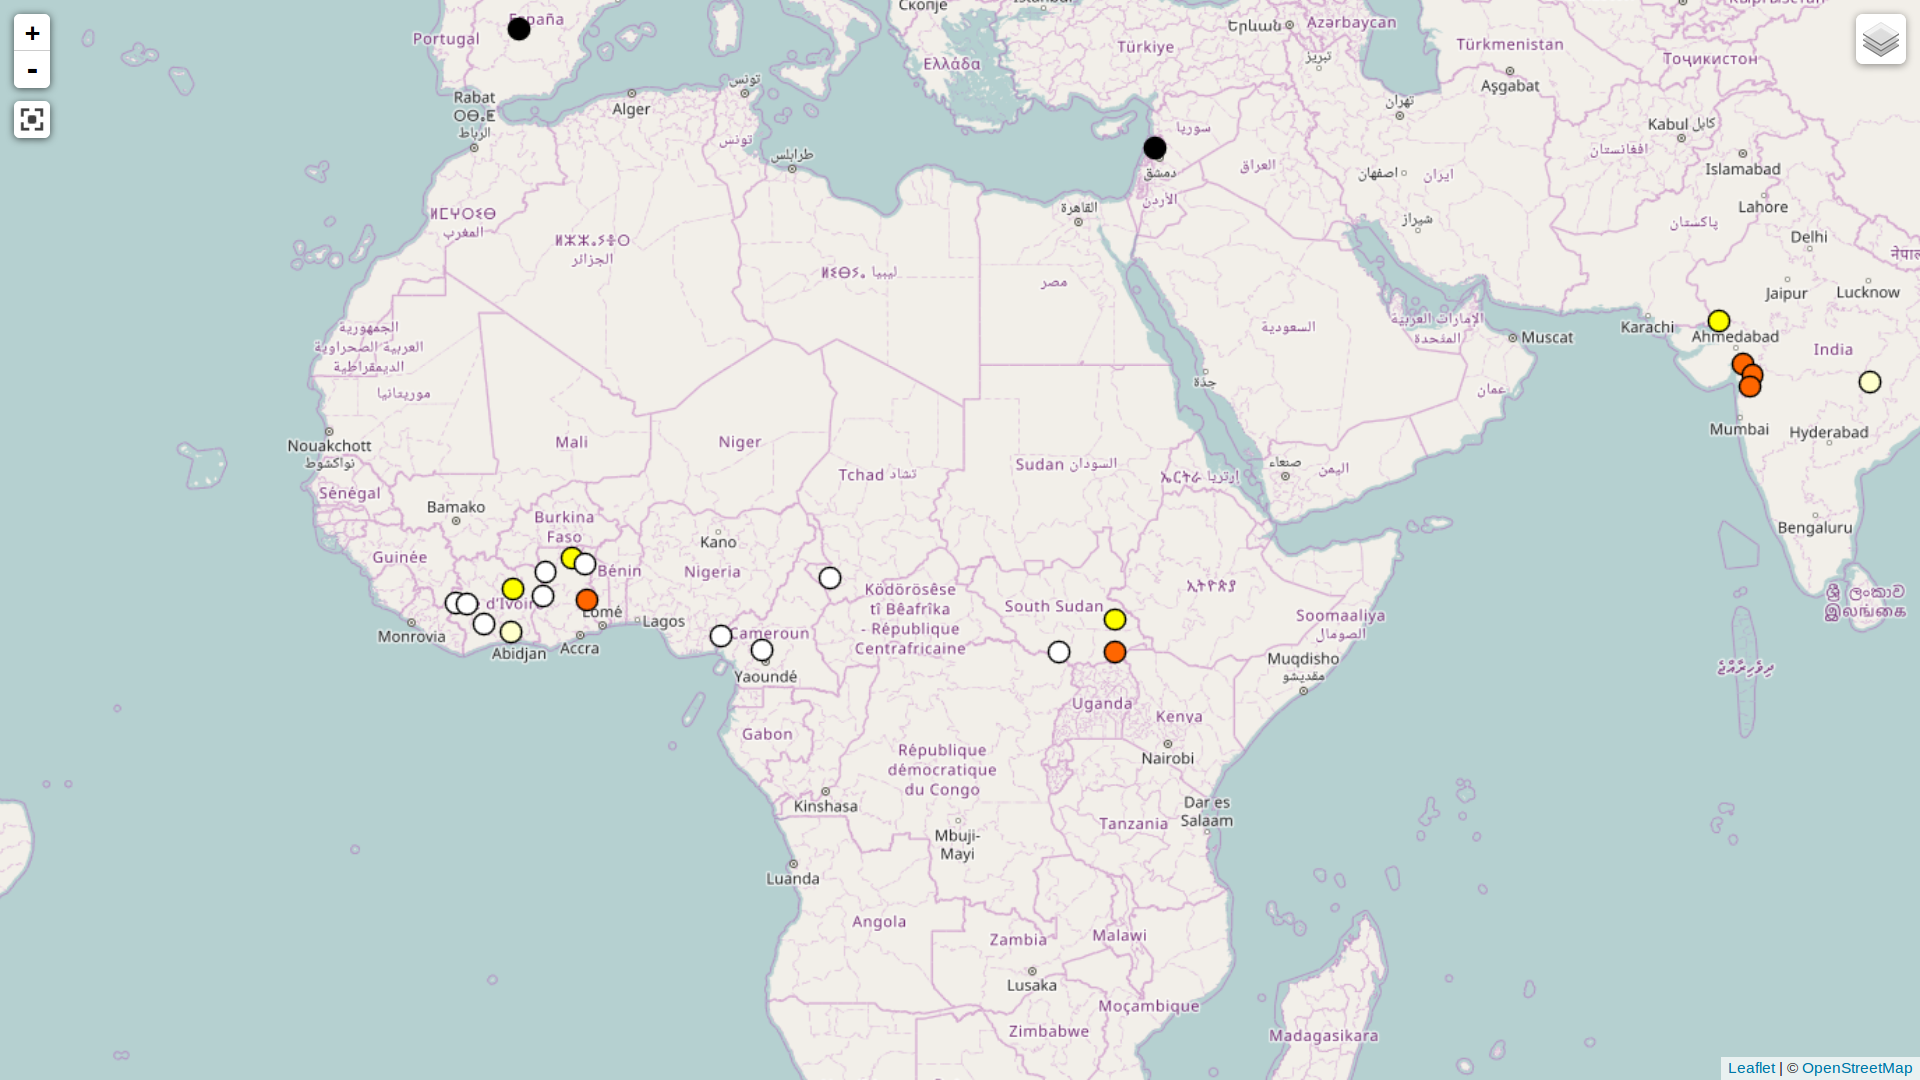 +
-
Скопје
España
Portugal
Ελλάδα
Türkiye
Երևան
Azərbaycan
تبریز
Türkmenistan
Aşgabat
Тоҷикистон
Rabat
ⵔⴱⴰⵟ
الرباط
Alger
تونس
تونس
طرابلس
سوريا
دمشق
العراق
الأردن
القاهرة
تهران
اصفهان
ایران
شیراز
Kabul کابل
افغانستان
Islamabad
Lahore
پاکستان
Delhi
Jaipur
Lucknow
नेपाल
Karachi
Ahmedabad
India
Mumbai
Hyderabad
Bengaluru
ශ්‍රී ලංකාව
இலங்கை
ދިވެހިރާއްޖެ
المغرب
الجزائر
ليبيا
مصر
السعودية
جدة
الإمارات العربية
المتحدة
Muscat
عمان
صنعاء
اليمن
الجمهورية
العربية الصحراوية
الديمقراطية
موريتانيا
Nouakchott
نواكشوط
Mali
Niger
Tchad تشاد
Sudan السودان
ኤርትራ إرتريا
Sénégal
Bamako
Burkina
Faso
Guinée
Bénin
Kano
Nigeria
d'Ivoire
Lomé
Lagos
Monrovia
Abidjan
Accra
Cameroun
Yaoundé
Ködörösêse
tî Bêafrîka
- République
Centrafricaine
South Sudan
ኢትዮጵያ
Soomaaliya
الصومال
Muqdisho
مقديشو
Uganda
Kenya
Nairobi
Gabon
République
démocratique
du Congo
Kinshasa
Mbuji-
Mayi
Tanzania
Dar es
Salaam
Luanda
Angola
Zambia
Malawi
Lusaka
Moçambique
Zimbabwe
Madagasikara
Leaflet | © OpenStreetMap